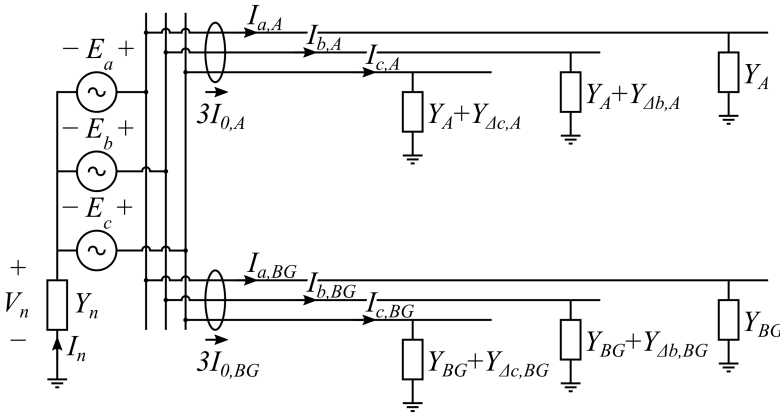 I_{a,A}
− E_a +
I_{b,A}
I_{c,A}
Y_A
Y_A+Y_{Δb,A}
Y_A+Y_{Δc,A}
3I_{0,A}
− E_b +
− E_c +
I_{a,BG}
+
I_{b,BG}
V_n
Y_n
I_{c,BG}
Y_{BG}
−
I_n
Y_{BG}+Y_{Δb,BG}
3I_{0,BG}
Y_{BG}+Y_{Δc,BG}